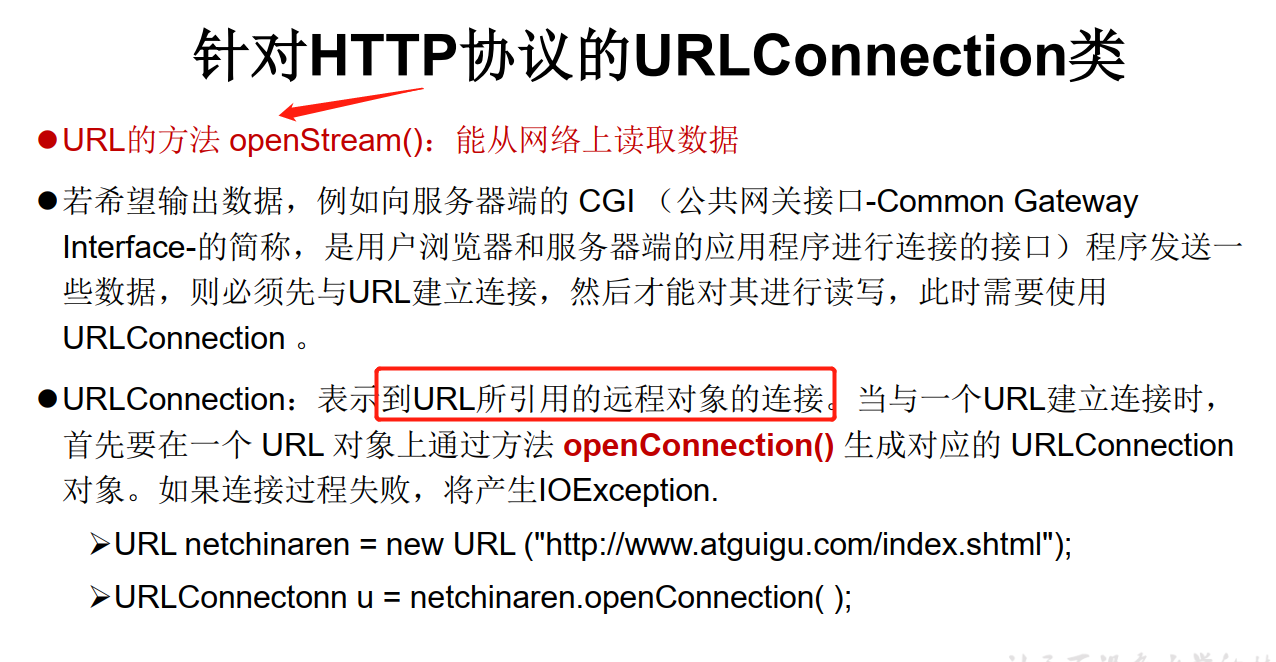 针对HTTP协议的URLConnection类
●URL的方法 openStream()：能从网络上读取数据
●若希望输出数据，例如向服务器端的 CGI （公共网关接口-Common Gateway
Interface-的简称，是用户浏览器和服务器端的应用程序进行连接的接口）程序发送一
些数据，则必须先与URL建立连接，然后才能对其进行读写，此时需要使用
URLConnection 。
●URLConnection：表示到URL所引用的远程对象的连接。当与一个URL建立连接时，
首先要在一个 URL 对象上通过方法 openConnection() 生成对应的 URLConnection
对象。如果连接过程失败，将产生IOException.
➢URL netchinaren = new URL ("http://www.atguigu.com/index.shtml");
➢URLConnectonn u = netchinaren.openConnection( );